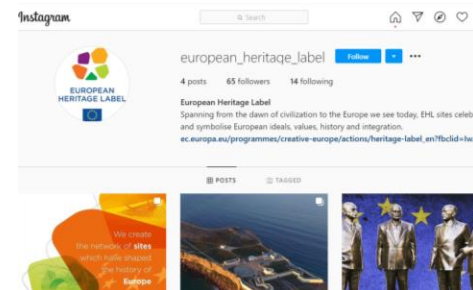 Instagram
Search
EUROPEAN
HERITAGE LABEL
european_heritage_label
Follow
4 posts 65 followers 14 following
European Heritage Label
Spanning from the dawn of civilization to the Europe we see today, EHL sites celeb
and symbolise European ideals, values, history and integration.
ec.europa.eu/programmes/creative-europe/actions/heritage-label_en?fbclid=Iw
POSTS TAGGED
We create
the network of sites
which have shaped
the history of
Europe